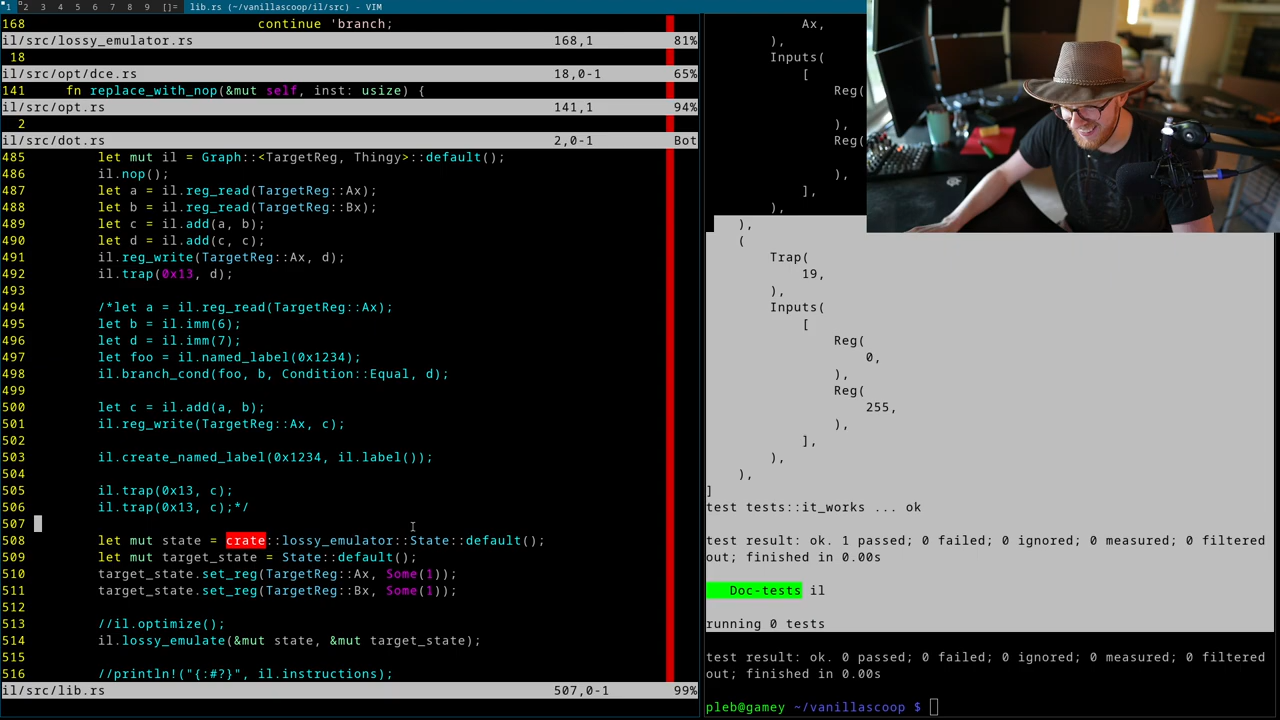 1 2 3 4 5 6 7 8 9 []= lib.rs (~/vanillascoop/il/src) - VIM
168 continue 'branch;
il/src/lossy_emulator.rs 168,1 81%
18
il/src/opt/dce.rs 18,0-1 65%
141 fn replace_with_nop(&mut self, inst: usize) {
il/src/opt.rs 141,1 94%
2
il/src/dot.rs 2,0-1 Bot
485 let mut il = Graph::<TargetReg, Thingy>::default();
486 il.nop();
487 let a = il.reg_read(TargetReg::Ax);
488 let b = il.reg_read(TargetReg::Bx);
489 let c = il.add(a, b);
490 let d = il.add(c, c);
491 il.reg_write(TargetReg::Ax, d);
492 il.trap(0x13, d);
493
494 /*let a = il.reg_read(TargetReg::Ax);
495 let b = il.imm(6);
496 let d = il.imm(7);
497 let foo = il.named_label(0x1234);
498 il.branch_cond(foo, b, Condition::Equal, d);
499
500 let c = il.add(a, b);
501 il.reg_write(TargetReg::Ax, c);
502
503 il.create_named_label(0x1234, il.label());
504
505 il.trap(0x13, c);
506 il.trap(0x13, c);*/
507
508 let mut state = crate::lossy_emulator::State::default();
509 let mut target_state = State::default();
510 target_state.set_reg(TargetReg::Ax, Some(1));
511 target_state.set_reg(TargetReg::Bx, Some(1));
512
513 //il.optimize();
514 il.lossy_emulate(&mut state, &mut target_state);
515
516 //println!("{:#?}", il.instructions);
il/src/lib.rs 507,0-1 99%
Ax,
),
Inputs(
[
Reg(
),
Reg(
),
],
),
),
(
Trap(
19,
),
Inputs(
[
Reg(
0,
),
Reg(
255,
),
],
),
),
]
test tests::it_works ... ok
test result: ok. 1 passed; 0 failed; 0 ignored; 0 measured; 0 filtered
out; finished in 0.00s
Doc-tests il
running 0 tests
test result: ok. 0 passed; 0 failed; 0 ignored; 0 measured; 0 filtered
out; finished in 0.00s
pleb@gamey ~/vanillascoop $